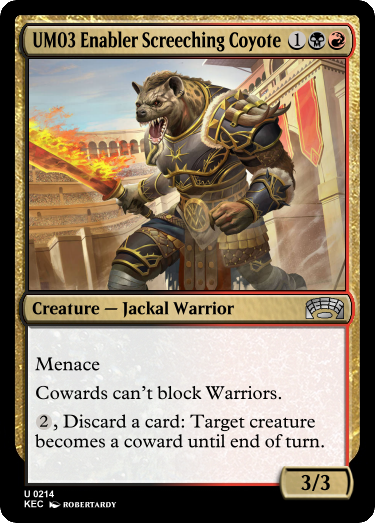 UM03 Enabler Screeching Coyote 1
Creature — Jackal Warrior
Menace
Cowards can't block Warriors.
2, Discard a card: Target creature
becomes a coward until end of turn.
3/3
U 0214
KEC ROBERTARDY